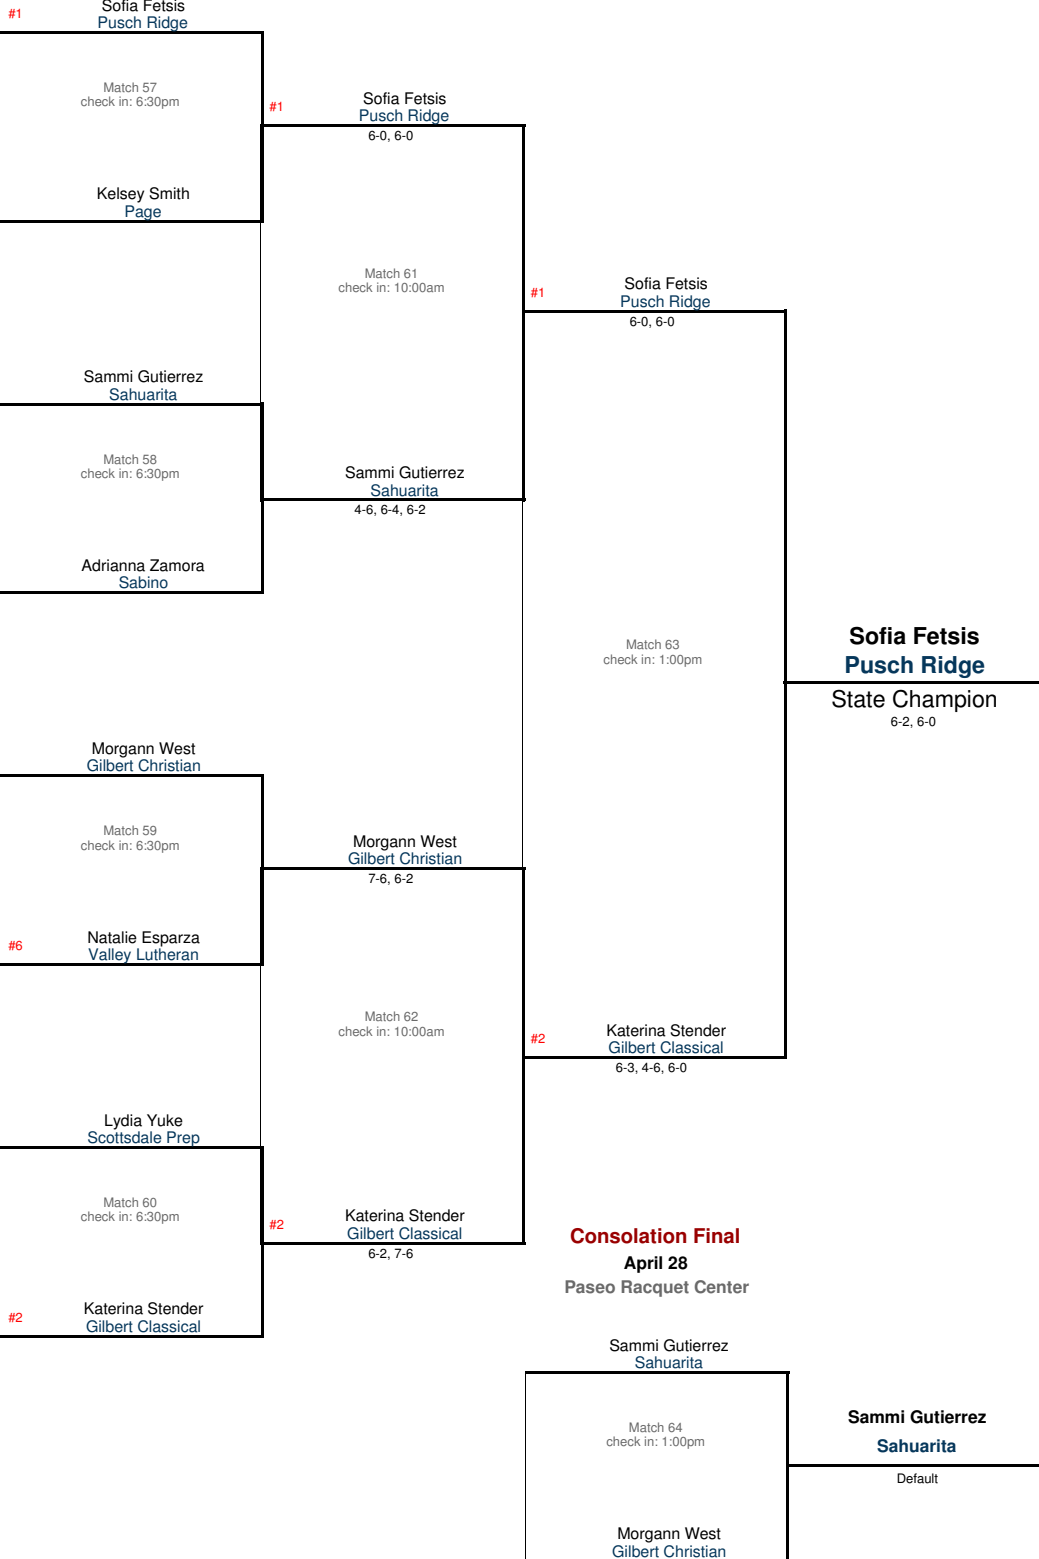 Sofia Fetsis
#1
Pusch Ridge
Match 57
check in: 6:30pm
Kelsey Smith
Page
Sammi Gutierrez
Sahuarita
Match 58
check in: 6:30pm
Adrianna Zamora
Sabino
Morgann West
Gilbert Christian
Match 59
check in: 6:30pm
#6
Natalie Esparza
Valley Lutheran
Lydia Yuke
Scottsdale Prep
Match 60
check in: 6:30pm
#2
Katerina Stender
Gilbert Classical
#1
Sofia Fetsis
Pusch Ridge
6-0, 6-0
Match 61
check in: 10:00am
Sammi Gutierrez
Sahuarita
4-6, 6-4, 6-2
Morgann West
Gilbert Christian
7-6, 6-2
Match 62
check in: 10:00am
#2
Katerina Stender
Gilbert Classical
6-2, 7-6
#1
Sofia Fetsis
Pusch Ridge
6-0, 6-0
Match 63
check in: 1:00pm
#2
Katerina Stender
Gilbert Classical
6-3, 4-6, 6-0
Sofia Fetsis
Pusch Ridge
State Champion
6-2, 6-0
Consolation Final
April 28
Paseo Racquet Center
Sammi Gutierrez
Sahuarita
Match 64
check in: 1:00pm
Morgann West
Gilbert Christian
Sammi Gutierrez
Sahuarita
Default